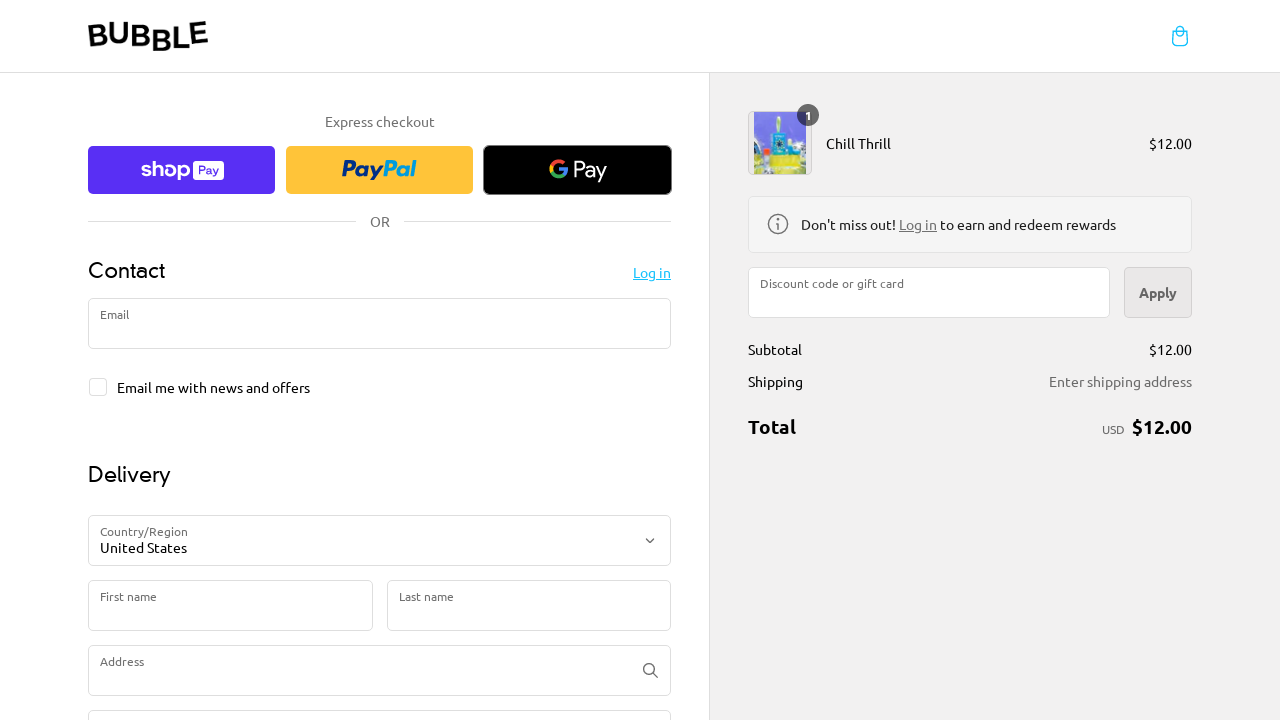 BUBBLE
Express checkout
shop Pay
PayPal
G Pay
OR
Contact
Log in
Email
Email me with news and offers
Delivery
Country/Region
United States
First name
Last name
Address
1
Chill Thrill
$12.00
Don't miss out! Log in to earn and redeem rewards
Discount code or gift card
Apply
Subtotal
$12.00
Shipping
Enter shipping address
Total
USD $12.00